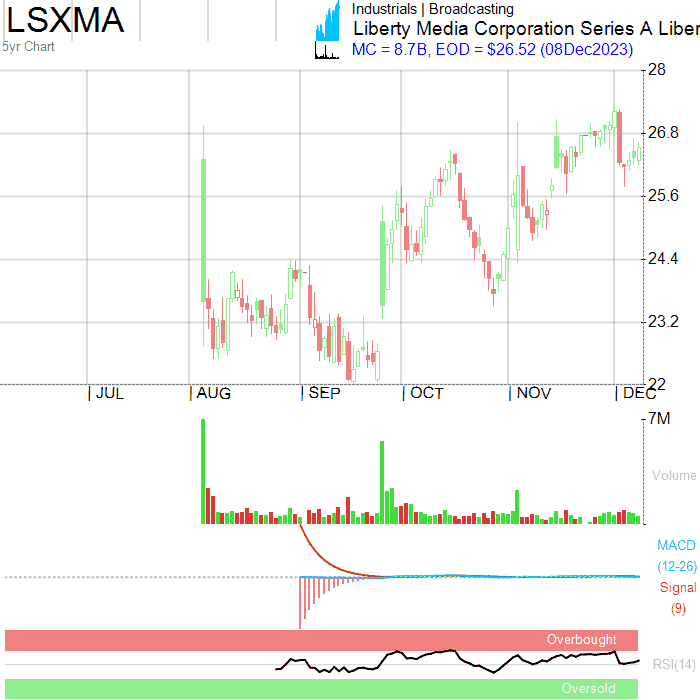 LSXMA
5yr Chart
Industrials | Broadcasting
Liberty Media Corporation Series A Liber
MC = 8.7B, EOD = $26.52 (08Dec2023)
28
26.8
25.6
24.4
23.2
22
| JUL | AUG | SEP | OCT | NOV | DEC
7M
Volume
MACD
(12-26)
Signal
(9)
Overbought
RSI(14)
Oversold